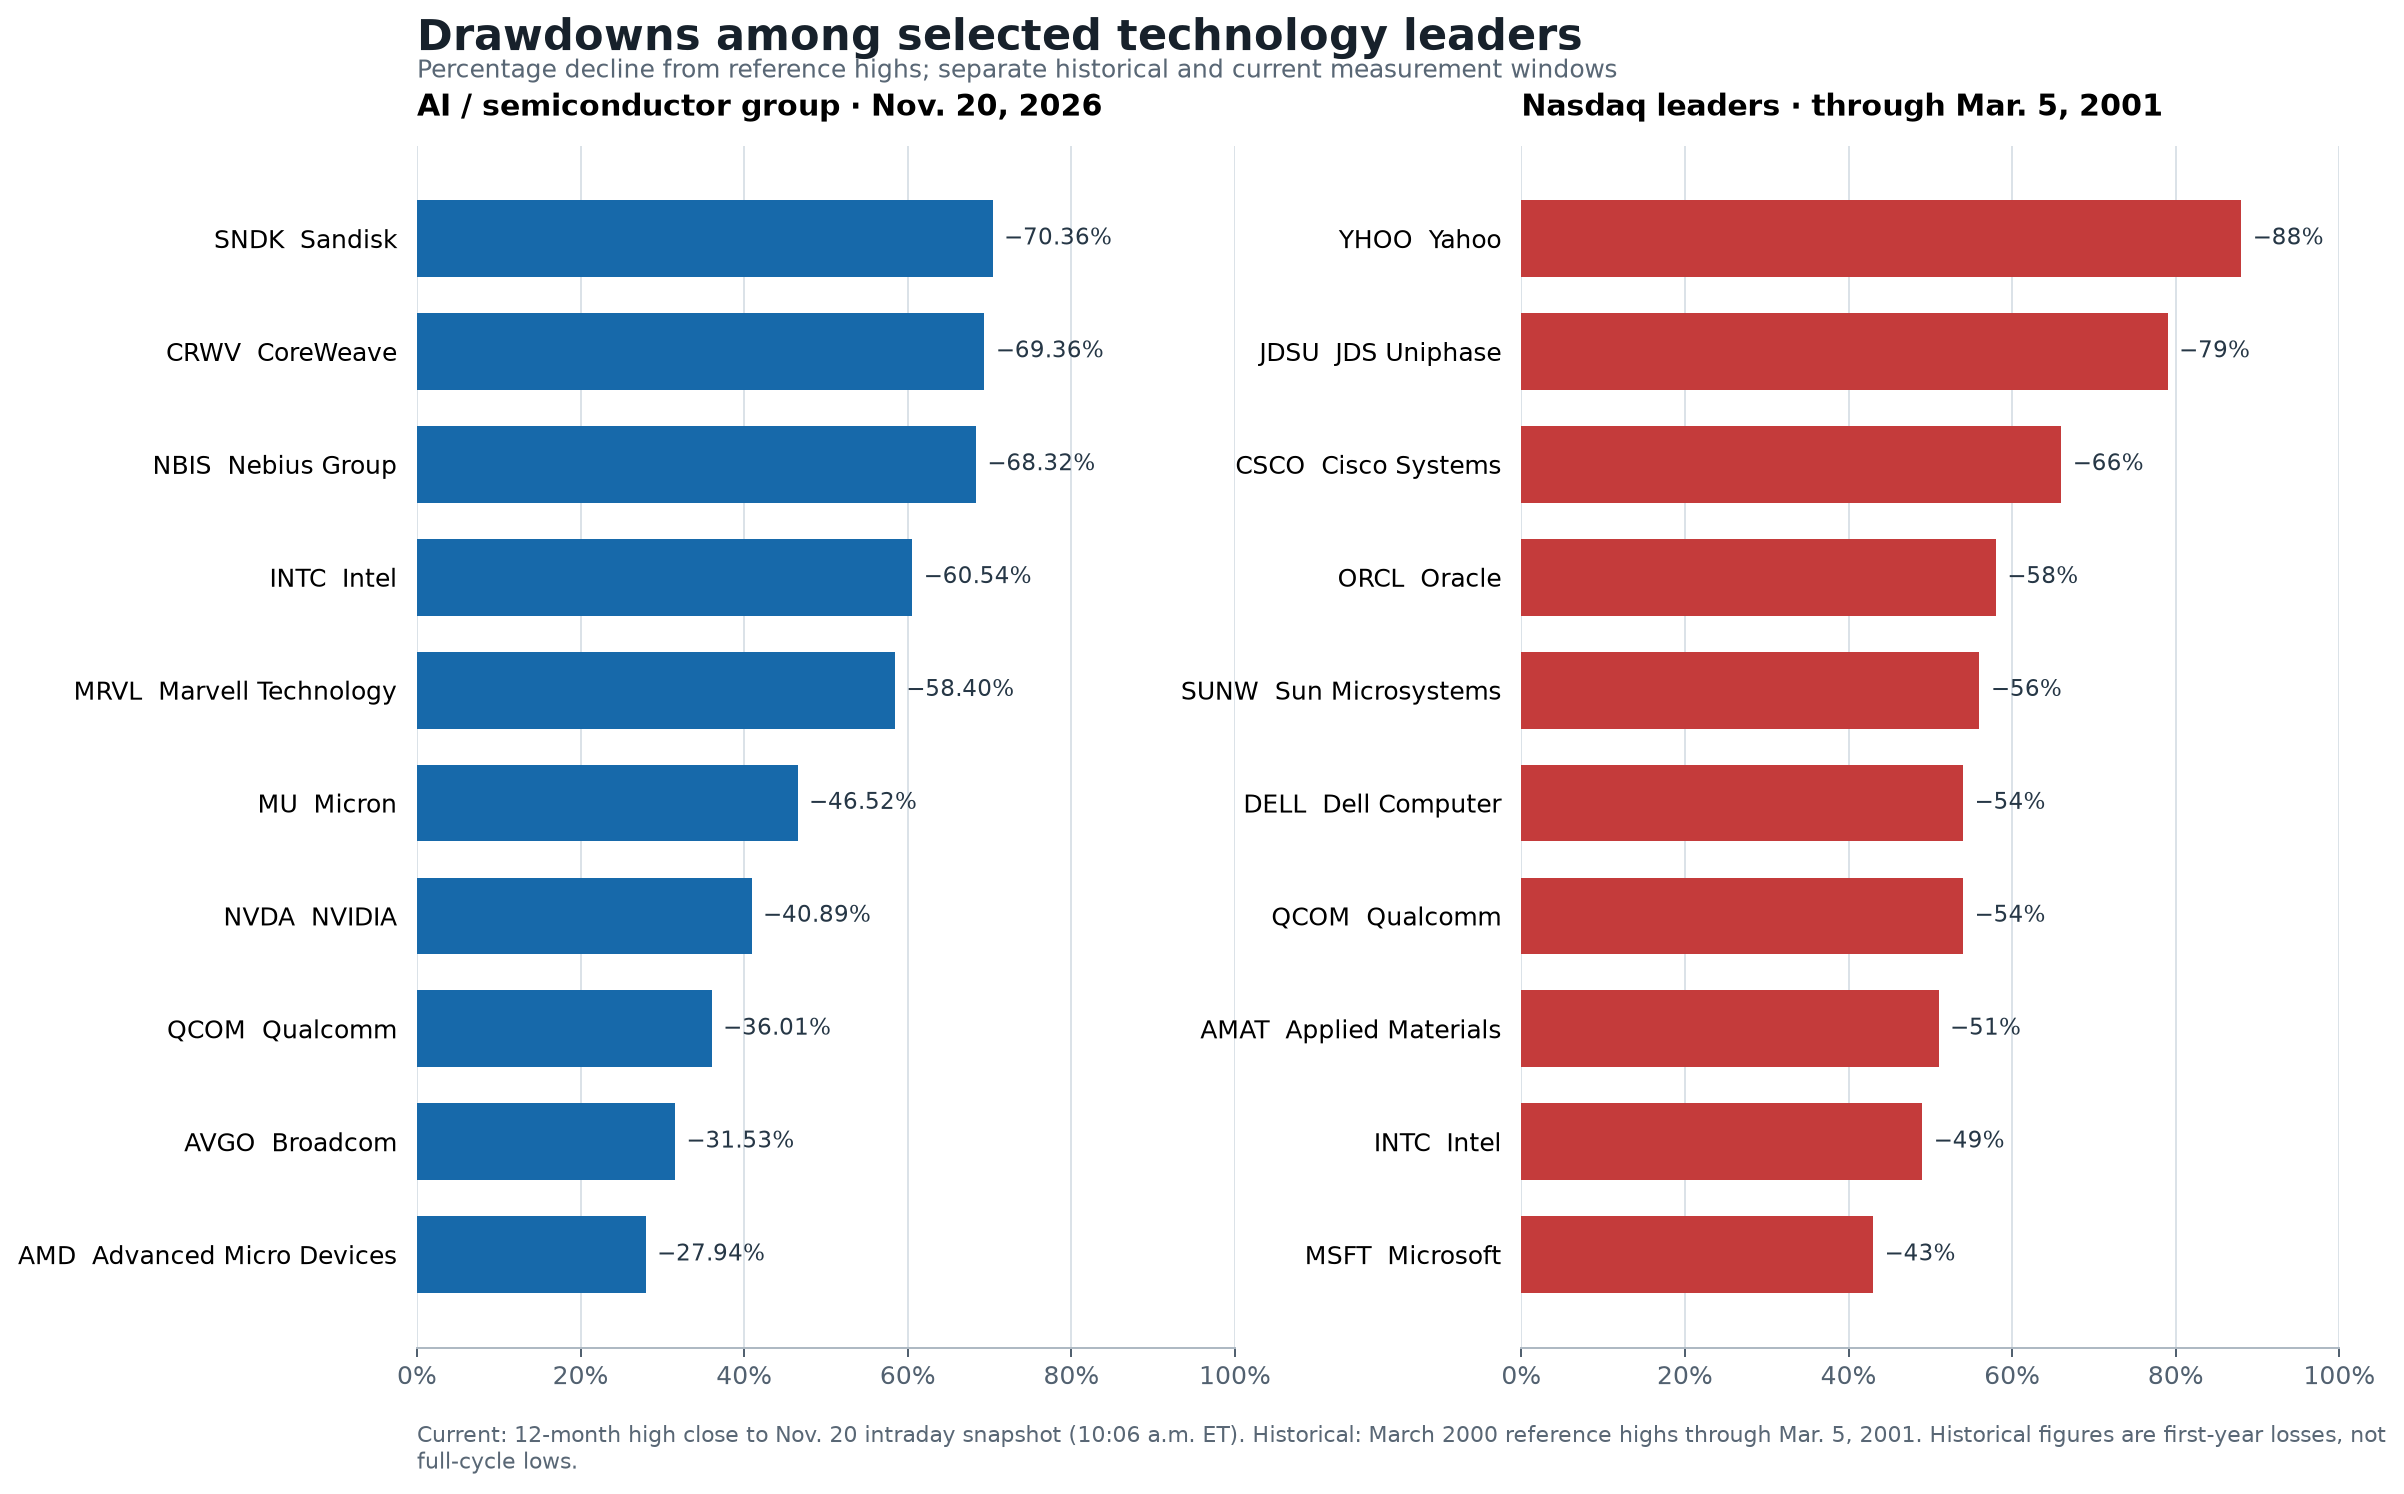 Drawdowns among selected technology leaders
Percentage decline from reference highs; separate historical and current measurement windows
AI / semiconductor group · Nov. 20, 2026
SNDK  Sandisk −70.36%
CRWV  CoreWeave −69.36%
NBIS  Nebius Group −68.32%
INTC  Intel −60.54%
MRVL  Marvell Technology −58.40%
MU  Micron −46.52%
NVDA  NVIDIA −40.89%
QCOM  Qualcomm −36.01%
AVGO  Broadcom −31.53%
AMD  Advanced Micro Devices −27.94%
0% 20% 40% 60% 80% 100%
Nasdaq leaders · through Mar. 5, 2001
YHOO  Yahoo −88%
JDSU  JDS Uniphase −79%
CSCO  Cisco Systems −66%
ORCL  Oracle −58%
SUNW  Sun Microsystems −56%
DELL  Dell Computer −54%
QCOM  Qualcomm −54%
AMAT  Applied Materials −51%
INTC  Intel −49%
MSFT  Microsoft −43%
0% 20% 40% 60% 80% 100%
Current: 12-month high close to Nov. 20 intraday snapshot (10:06 a.m. ET). Historical: March 2000 reference highs through Mar. 5, 2001. Historical figures are first-year losses, not
full-cycle lows.